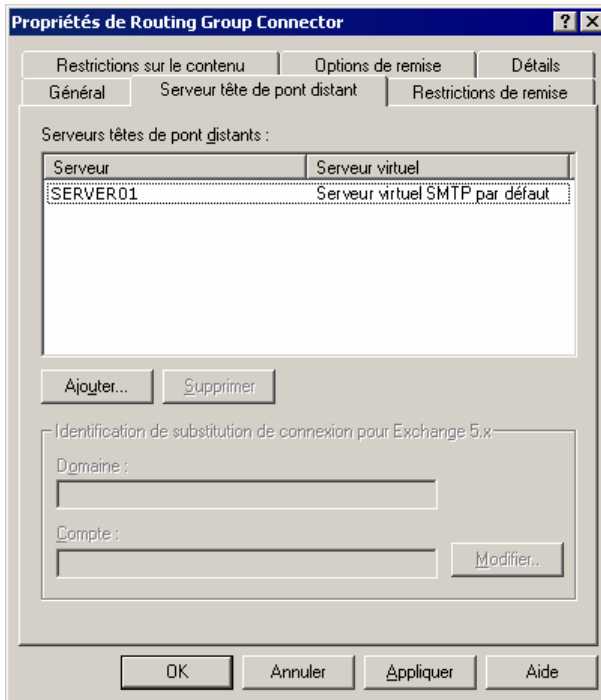 Propriétés de Routing Group Connector
Restrictions sur le contenu Options de remise Détails
Général Serveur tête de pont distant Restrictions de remise
Serveurs têtes de pont distants :
Serveur Serveur virtuel
SERVER01 Serveur virtuel SMTP par défaut
Ajouter... Supprimer
Identification de substitution de connexion pour Exchange 5.x
Domaine :
Compte :
Modifier..
OK Annuler Appliquer Aide